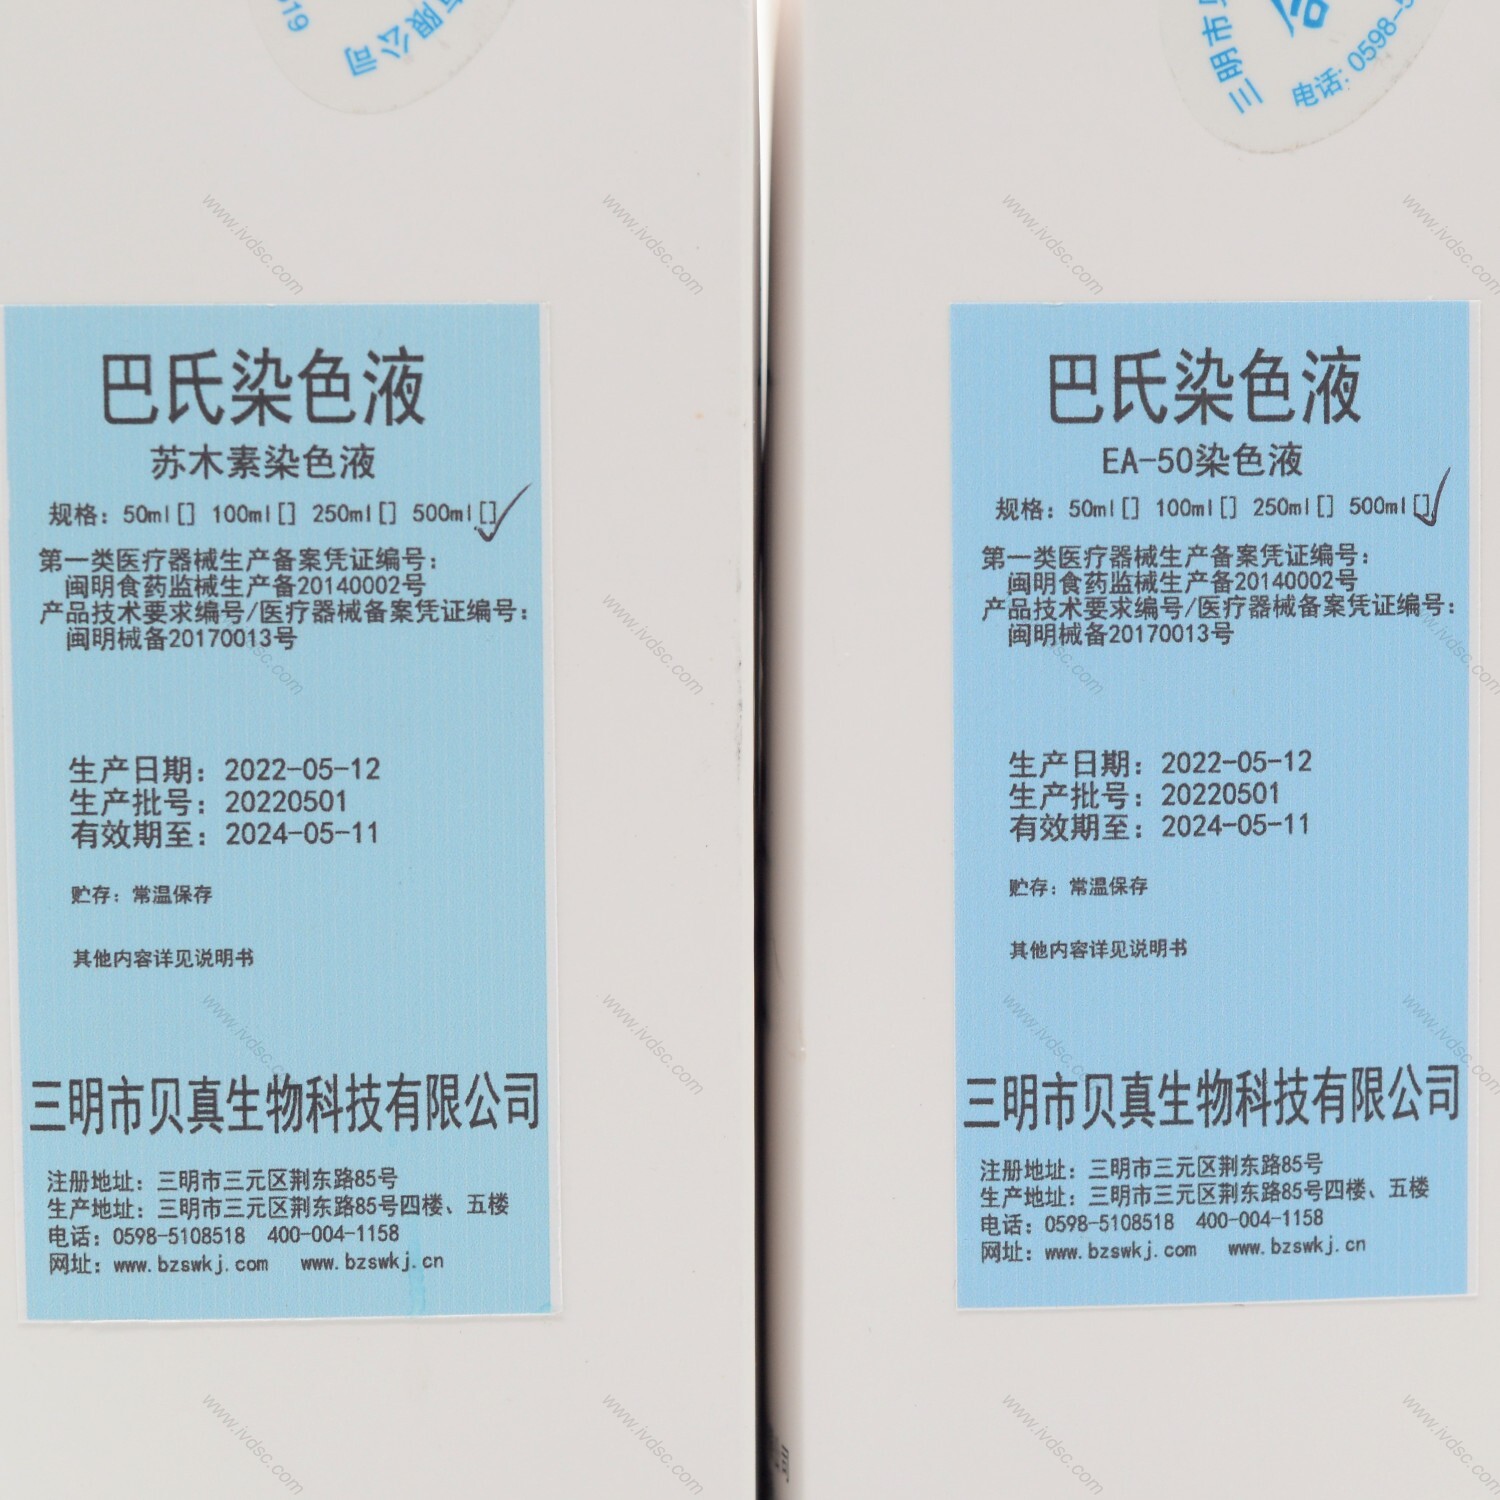 019
有限公司
三明市
电话: 0598-5
巴氏染色液
苏木素染色液
规格: 50ml[] 100ml[] 250ml[] 500ml[]
第一类医疗器械生产备案凭证编号:
闽明食药监械生产备20140002号
产品技术要求编号/医疗器械备案凭证编号:
闽明械备20170013号
生产日期: 2022-05-12
生产批号: 20220501
有效期至: 2024-05-11
贮存: 常温保存
其他内容详见说明书
三明市贝真生物科技有限公司
注册地址: 三明市三元区荆东路85号
生产地址: 三明市三元区荆东路85号四楼、五楼
电话: 0598-5108518 400-004-1158
网址: www.bzswkj.com www.bzswkj.cn
巴氏染色液
EA-50染色液
规格: 50ml[] 100ml[] 250ml[] 500ml[]
第一类医疗器械生产备案凭证编号:
闽明食药监械生产备20140002号
产品技术要求编号/医疗器械备案凭证编号:
闽明械备20170013号
生产日期: 2022-05-12
生产批号: 20220501
有效期至: 2024-05-11
贮存: 常温保存
其他内容详见说明书
三明市贝真生物科技有限公司
注册地址: 三明市三元区荆东路85号
生产地址: 三明市三元区荆东路85号四楼、五楼
电话: 0598-5108518 400-004-1158
网址: www.bzswkj.com www.bzswkj.cn
www.ivdsc.com